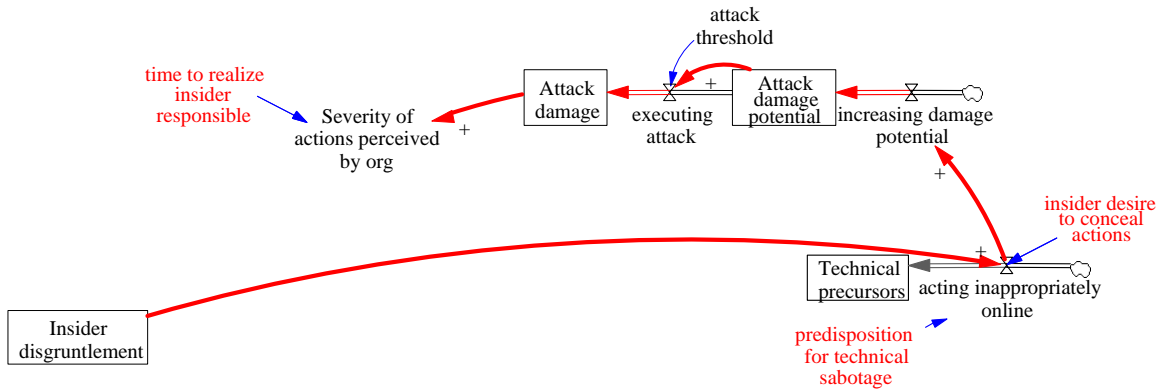 attack
threshold
time to realize
insider
responsible
Severity of
actions perceived
by org
+
Attack
damage
+
executing
attack
Attack
damage
potential
increasing damage
potential
+
insider desire
to conceal
actions
+
Technical
precursors
acting inappropriately
online
Insider
disgruntlement
predisposition
for technical
sabotage